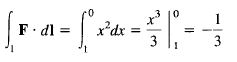 ∫₁ F · dl = ∫₁⁰ x²dx = x³/3 |₁⁰ = −1/3